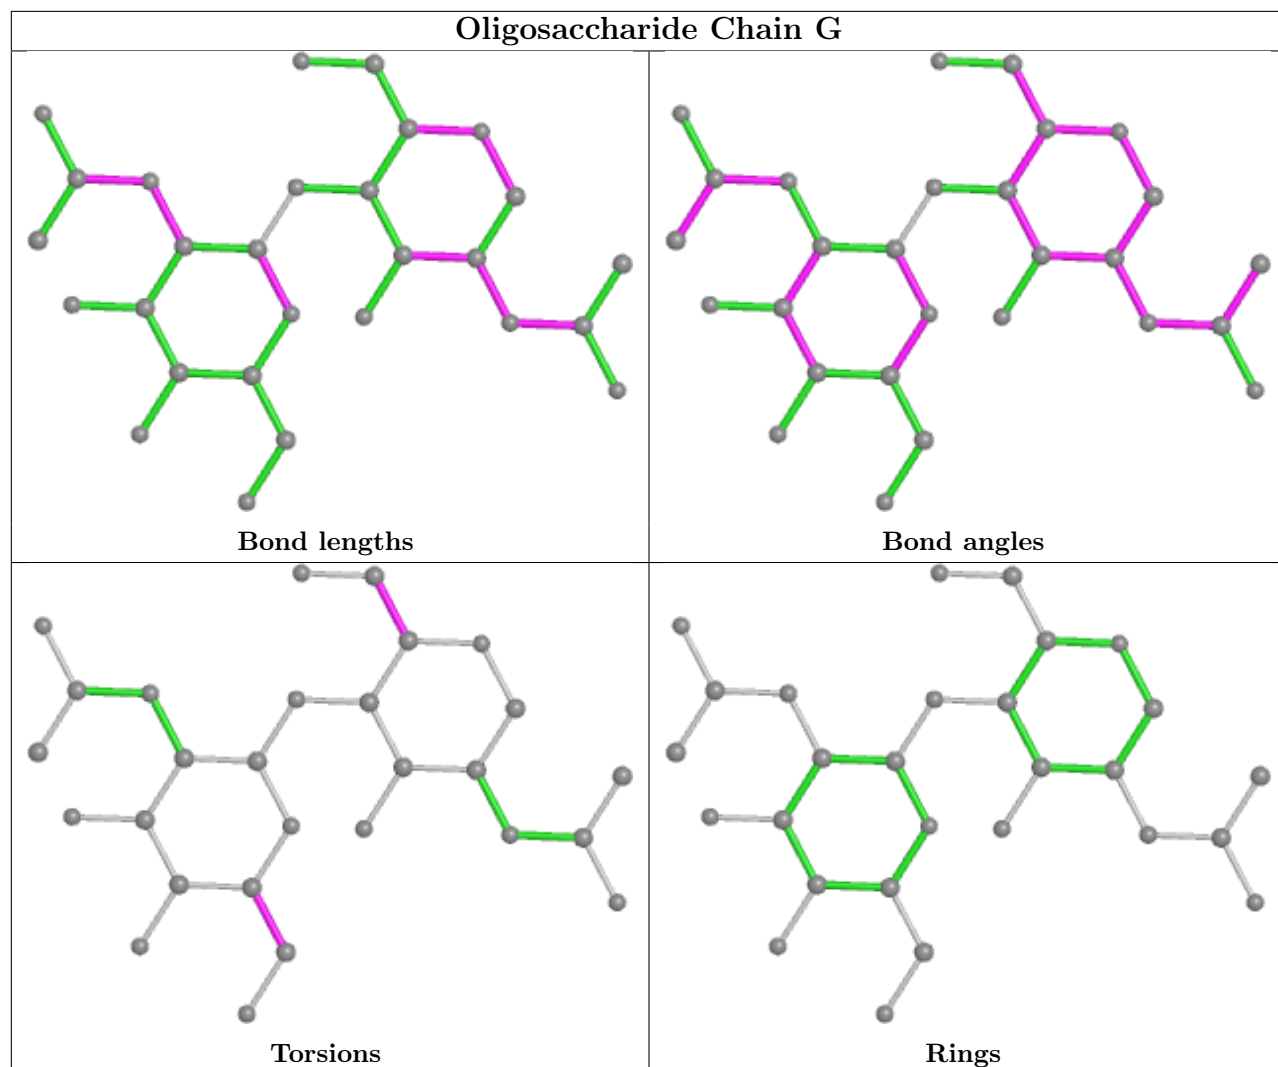 Oligosaccharide Chain G
Bond lengths
Bond angles
Torsions
Rings